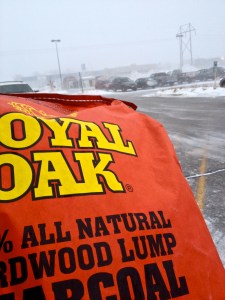 OYAL
OAK®
% ALL NATURAL
RDWOOD LUMP
ARCOAL